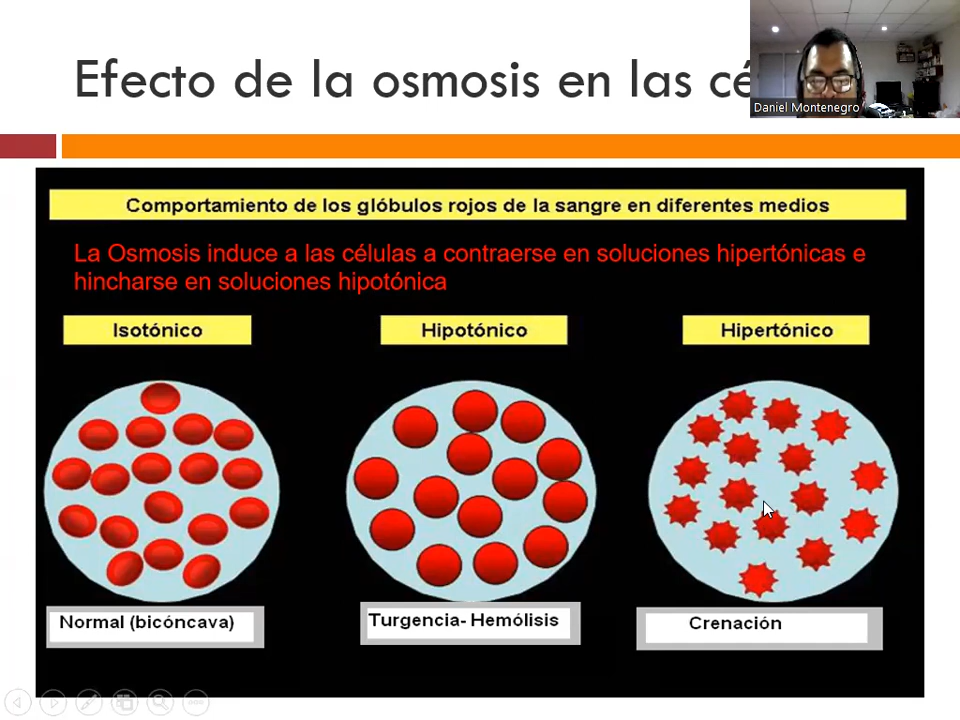 Efecto de la osmosis en las cé
Daniel Montenegro
Comportamiento de los glóbulos rojos de la sangre en diferentes medios
La Osmosis induce a las células a contraerse en soluciones hipertónicas e
hincharse en soluciones hipotónica
Isotónico
Hipotónico
Hipertónico
Normal (bicóncava)
Turgencia- Hemólisis
Crenación